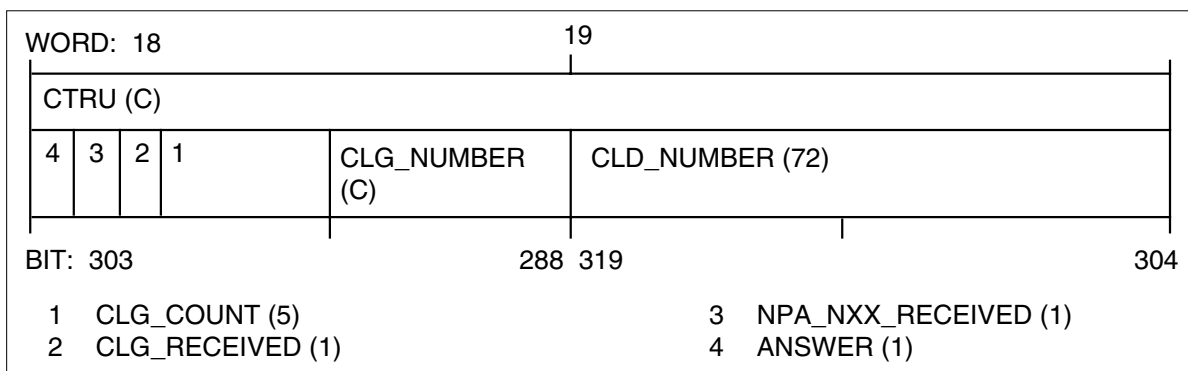 WORD: 18 19
CTRU (C)
4 3 2 1 CLG_NUMBER CLD_NUMBER (72)
(C)
BIT: 303 288 319 304
1 CLG_COUNT (5) 3 NPA_NXX_RECEIVED (1)
2 CLG_RECEIVED (1) 4 ANSWER (1)